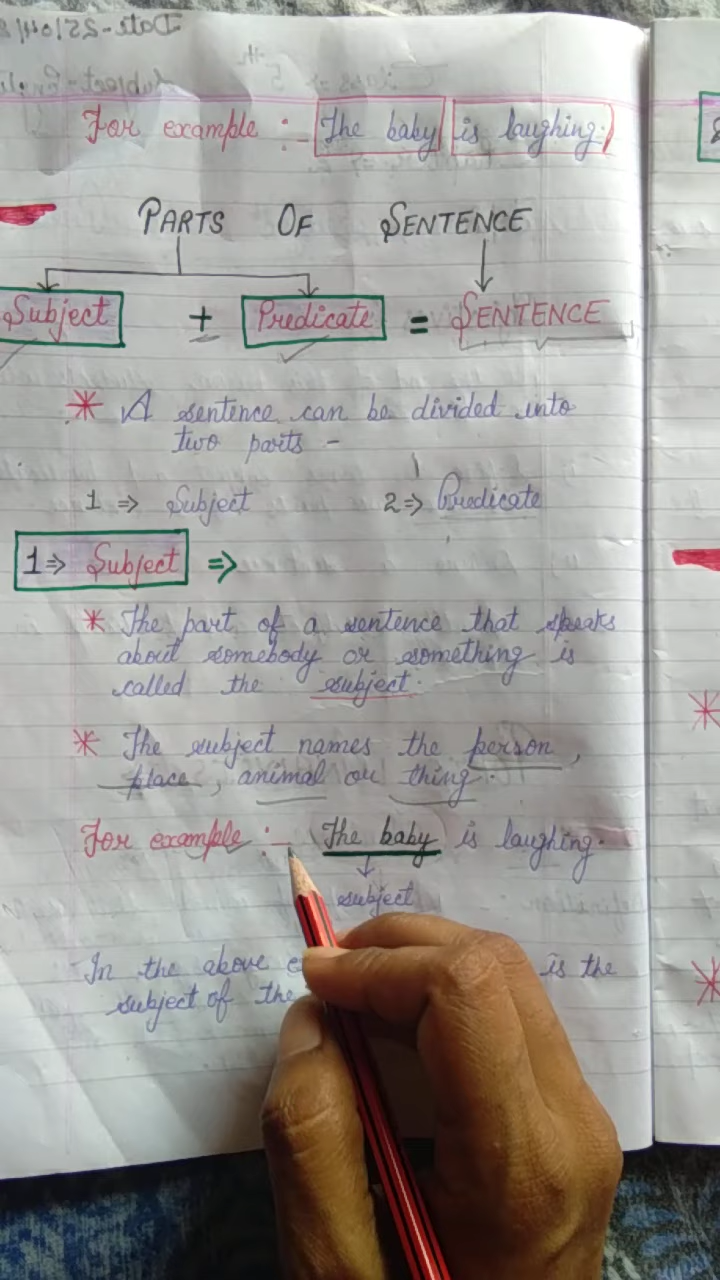 For example :- The baby is laughing.
PARTS OF SENTENCE
Subject + Predicate = SENTENCE
* A sentence can be divided into
two parts -
1 => Subject 2 => Predicate
1 => Subject =>
* The part of a sentence that speaks
about somebody or something is
called the subject.
* The subject names the person,
place, animal or thing.
For example :- The baby is laughing.
subject
In the above is the
subject of the